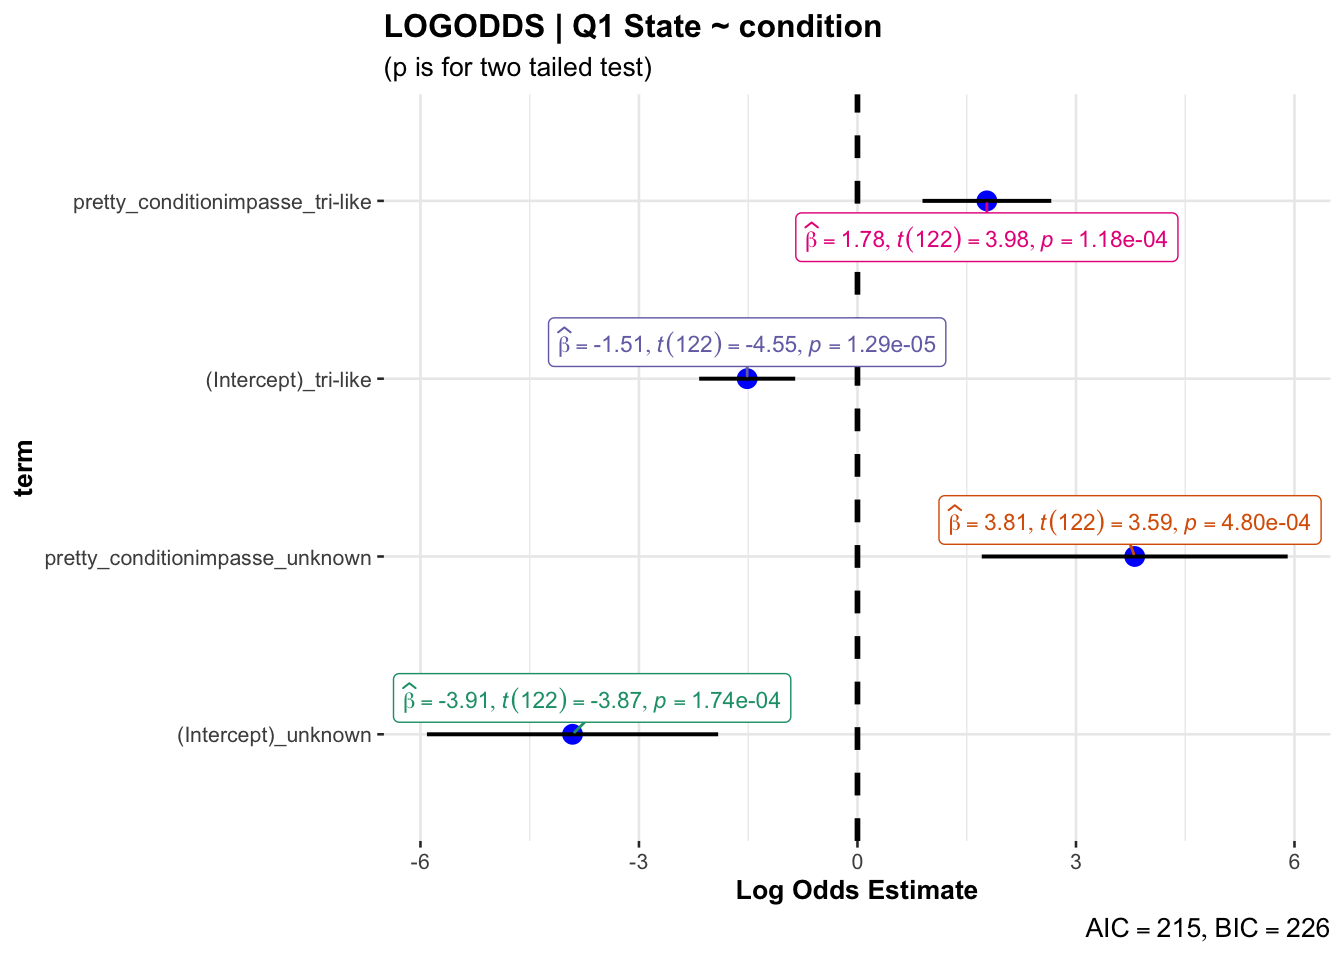 LOGODDS | Q1 State ~ condition
(p is for two tailed test)
pretty_conditionimpasse_tri-like
β̂ = 1.78, t(122) = 3.98, p = 1.18e-04
β̂ = -1.51, t(122) = -4.55, p = 1.29e-05
(Intercept)_tri-like
term
β̂ = 3.81, t(122) = 3.59, p = 4.80e-04
pretty_conditionimpasse_unknown
β̂ = -3.91, t(122) = -3.87, p = 1.74e-04
(Intercept)_unknown
-6 -3 0 3 6
Log Odds Estimate
AIC = 215, BIC = 226